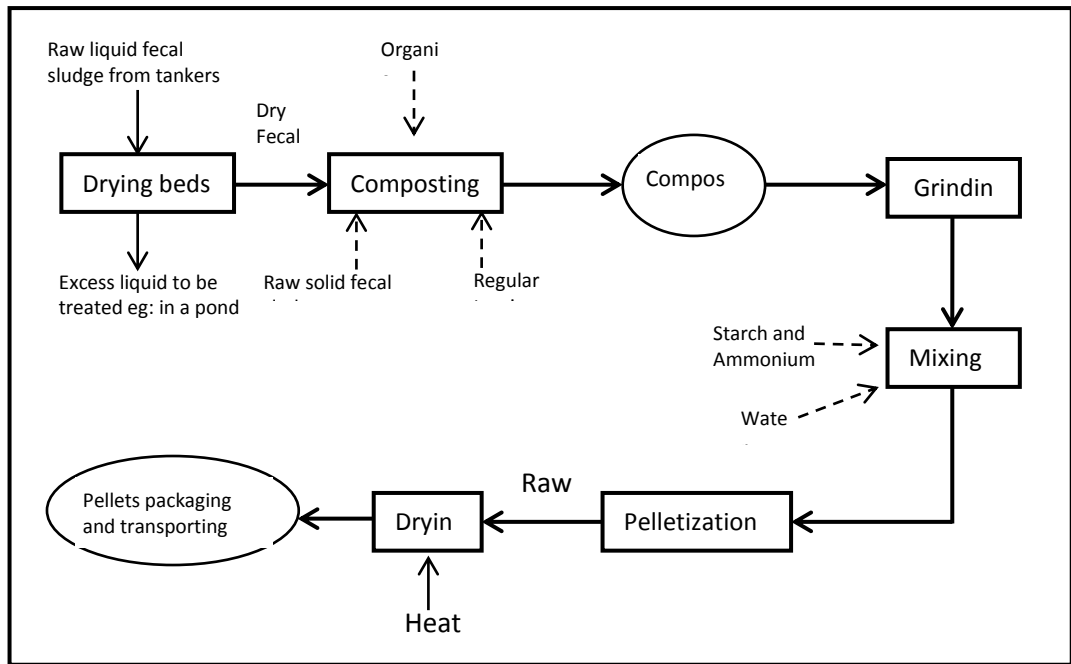 Raw liquid fecal
sludge from tankers
Organi
Dry
Fecal
Drying beds
Composting
Compos
Grindin
Excess liquid to be
treated eg: in a pond
Raw solid fecal
Regular
Starch and
Ammonium
Mixing
Wate
Pellets packaging
and transporting
Dryin
Raw
Pelletization
Heat